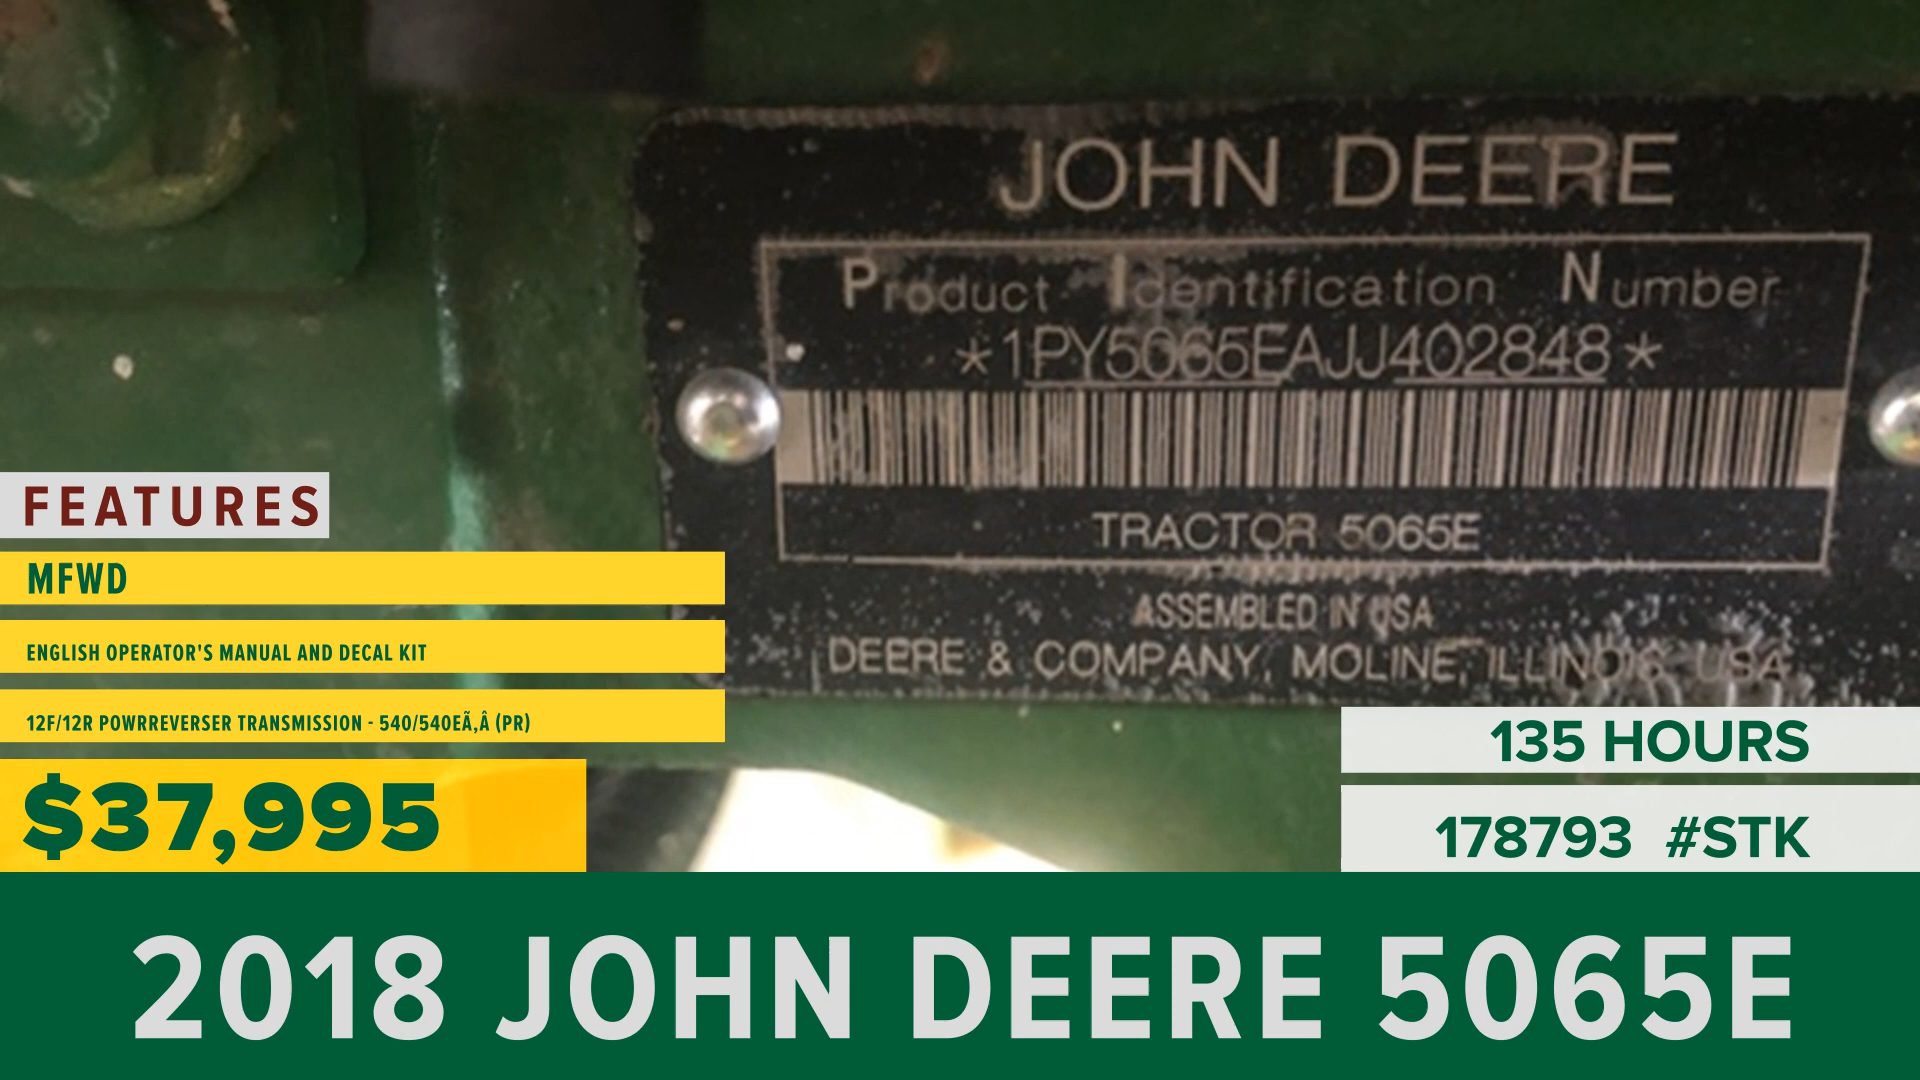 JOHN DEERE
Product Identification Number
*1PY5065EAJJ402848*
TRACTOR 5065E
ASSEMBLED IN USA
DEERE & COMPANY, MOLINE, ILLINOIS USA
FEATURES
MFWD
ENGLISH OPERATOR'S MANUAL AND DECAL KIT
12F/12R POWRREVERSER TRANSMISSION - 540/540EÃ‚Â (PR)
$37,995
135 HOURS
178793 #STK
2018 JOHN DEERE 5065E